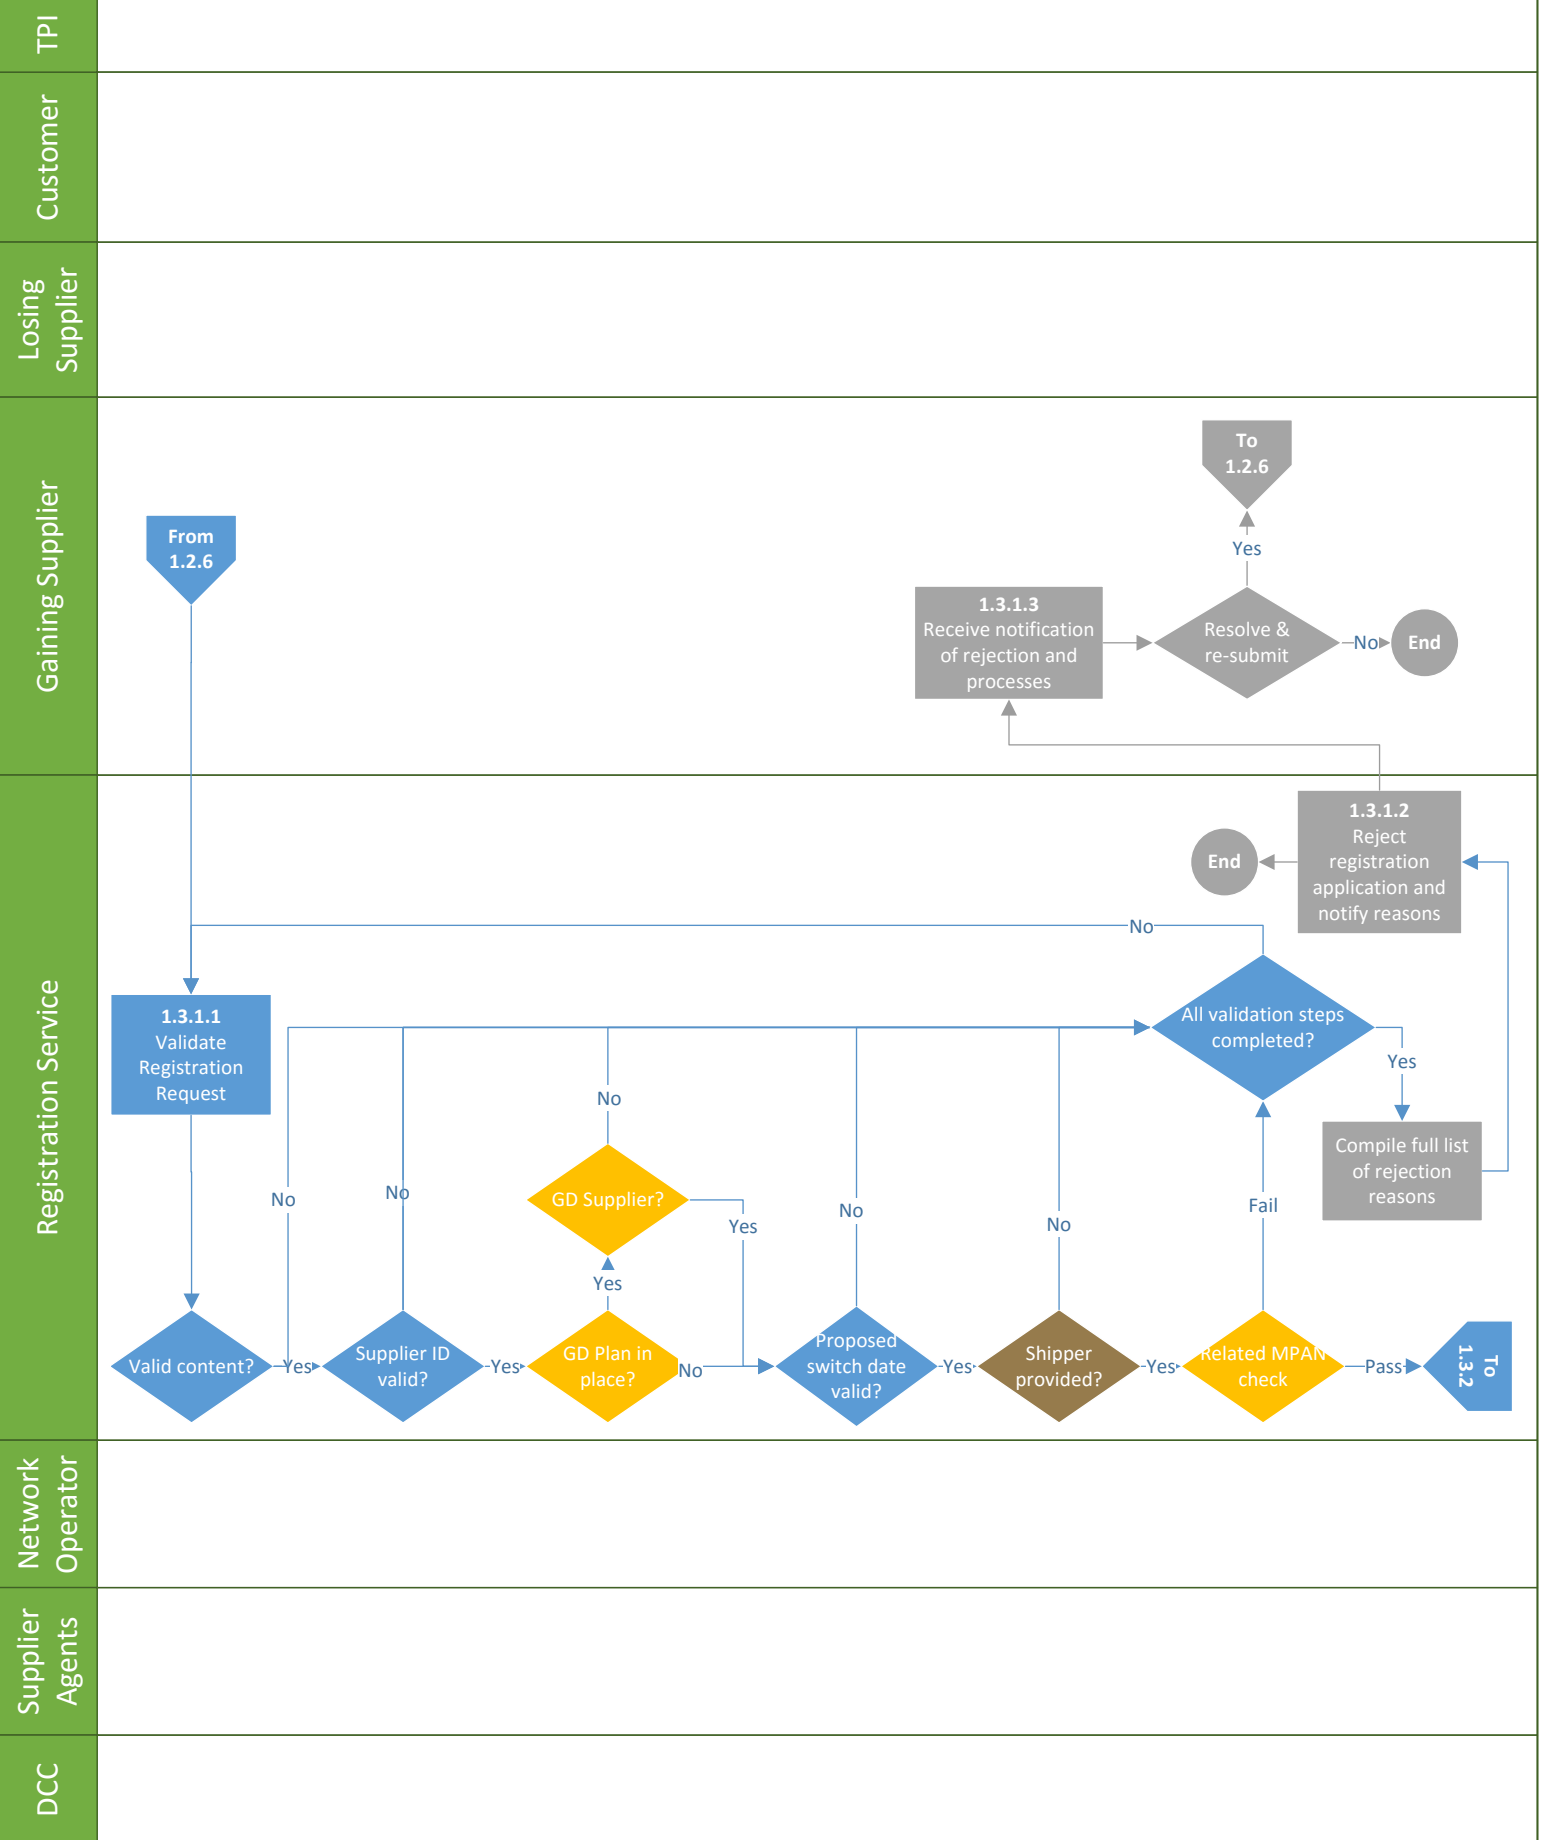 TPI
Customer
Losing
Supplier
Gaining Supplier
To
1.2.6
From
1.2.6
Yes
1.3.1.3
Receive notification
of rejection and
processes
Resolve &
re-submit
No
End
Registration Service
1.3.1.2
Reject
registration
application and
notify reasons
End
No
1.3.1.1
Validate
Registration
Request
All validation steps
completed?
Yes
No
Compile full list
of rejection
reasons
No
No
GD Supplier?
Yes
No
No
Fail
Yes
Valid content?
Yes
Supplier ID
valid?
Yes
GD Plan in
place?
No
Proposed
switch date
valid?
Yes
Shipper
provided?
Yes
Related MPAN
check
Pass
To
1.3.2
Network
Operator
Supplier
Agents
DCC